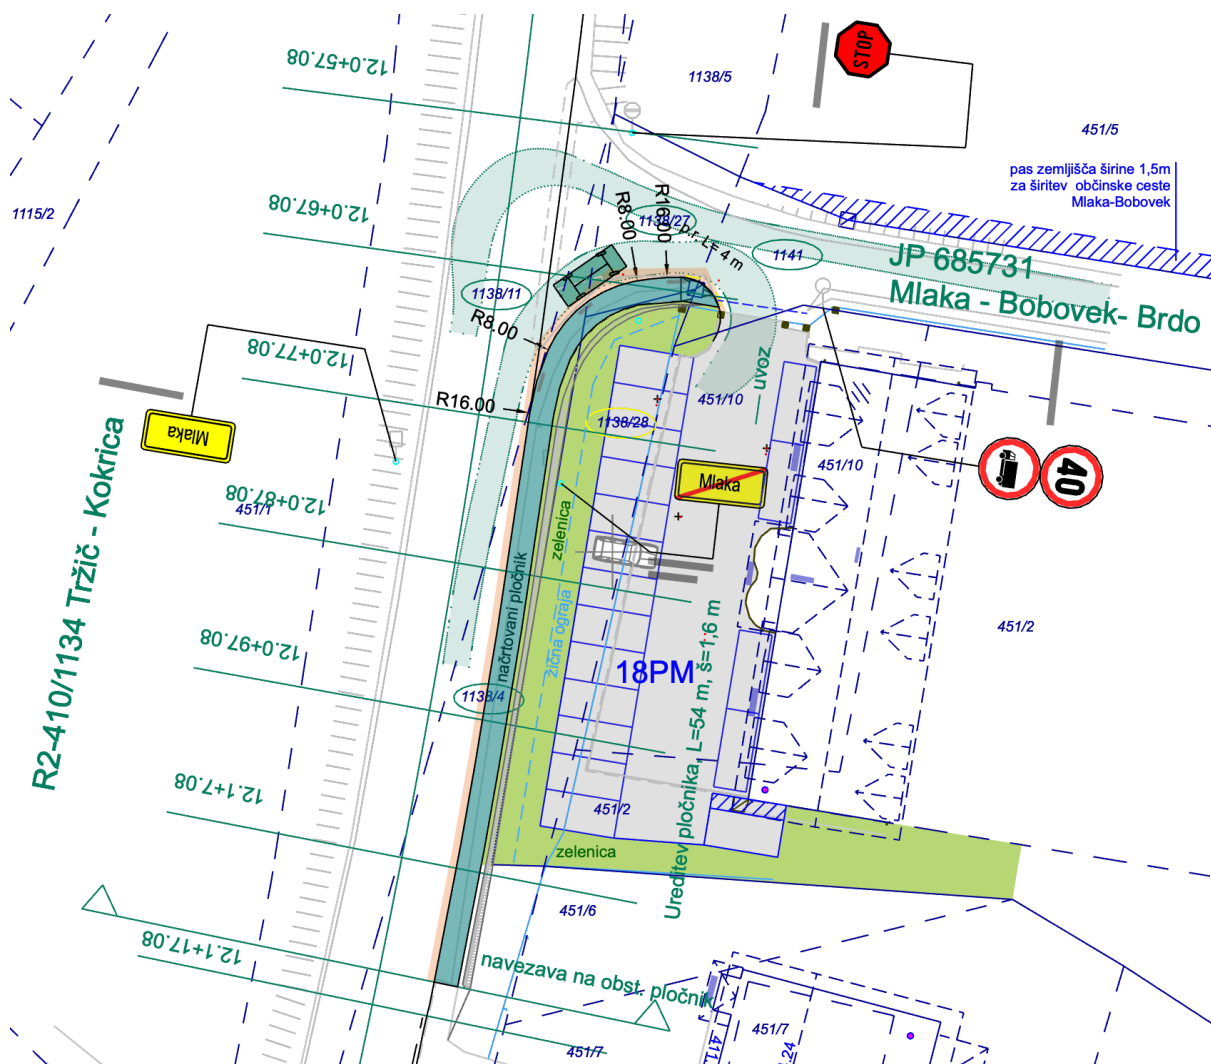 12.0+57.08
1138/5
STOP
451/5
pas zemljišča širine 1,5m
za širitev občinske ceste
Mlaka-Bobovek
1115/2
12.0+67.08
R8.00
R16.00
1138/27
p.r. L= 4 m
1141
JP 685731
Mlaka - Bobovek- Brdo
1138/11
R8.00
12.0+77.08
R16.00
uvoz
451/10
1138/28
Mlaka
451/10
Mlaka
40
12.0+87.08
451/1
R2-410/1134 Tržič - Kokrica
zelenica
načrtovani pločnik
žična ograja
451/2
12.0+97.08
18PM
Ureditev pločnika, L=54 m, š=1,6 m
1138/4
12.1+7.08
451/2
zelenica
451/6
12.1+17.08
navezava na obst. pločnik
451/7
451/7